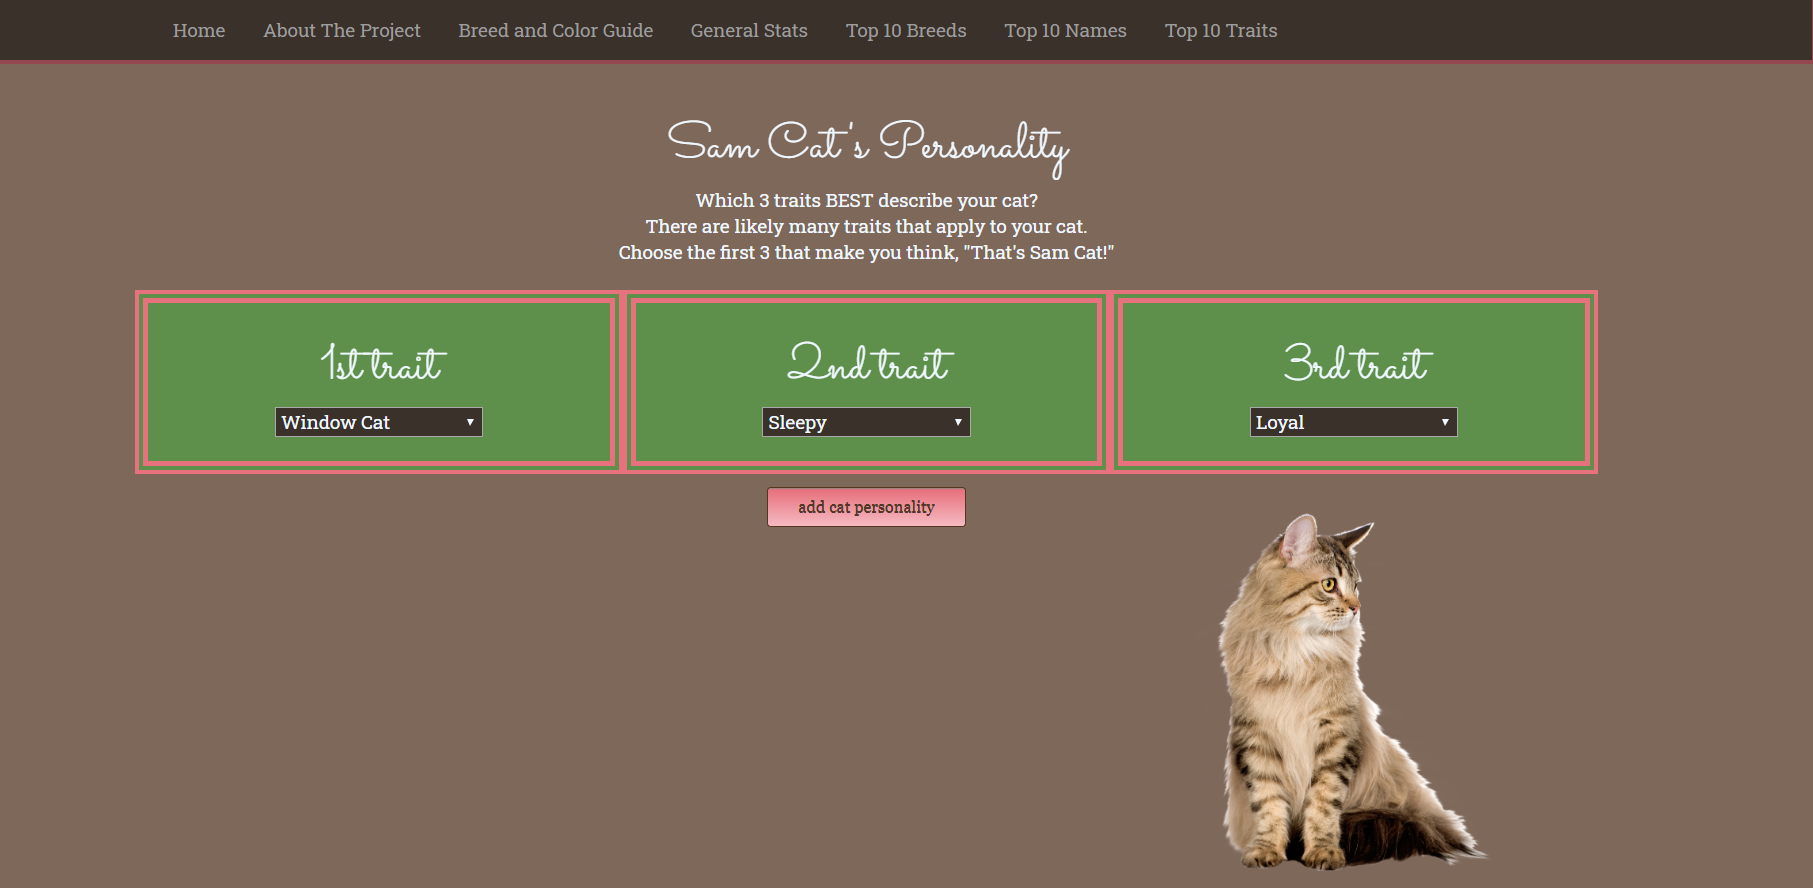 Home About The Project Breed and Color Guide General Stats Top 10 Breeds Top 10 Names Top 10 Traits
Sam Cat's Personality
Which 3 traits BEST describe your cat?
There are likely many traits that apply to your cat.
Choose the first 3 that make you think, "That's Sam Cat!"
1st trait
Window Cat
2nd trait
Sleepy
3rd trait
Loyal
add cat personality